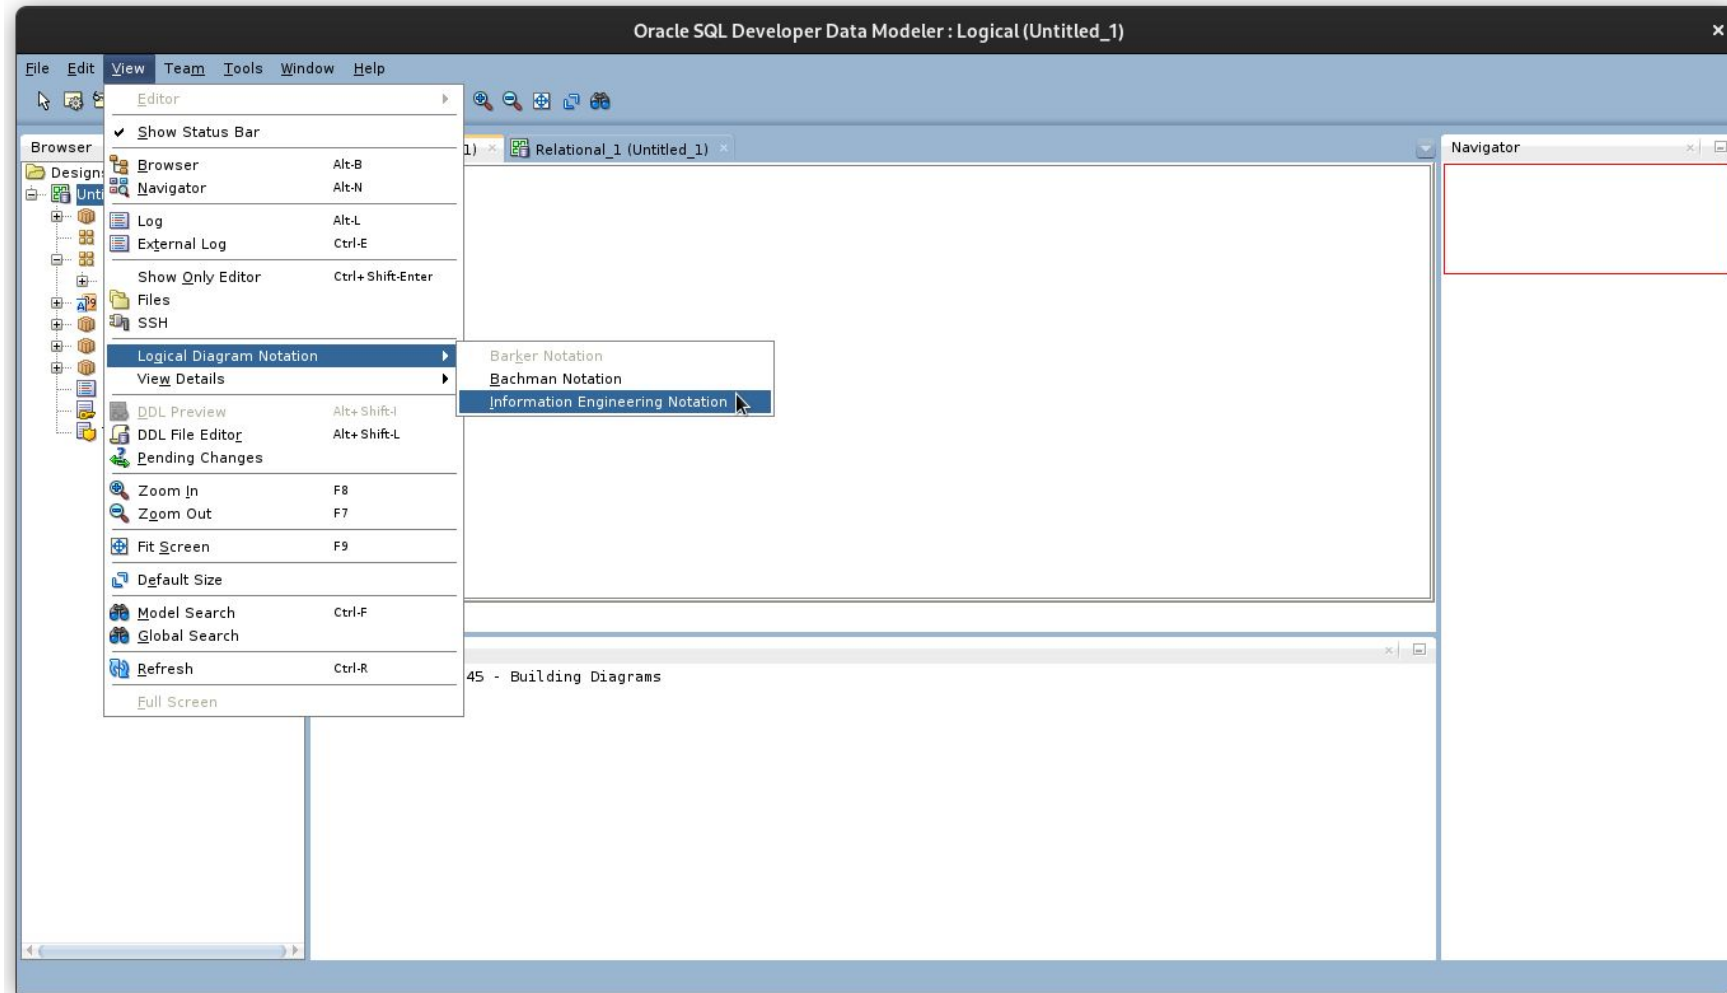 Oracle SQL Developer Data Modeler : Logical (Untitled_1)
File Edit View Team Tools Window Help
Editor
Show Status Bar
Browser 1) Relational_1 (Untitled_1) Navigator
Browser Alt-B
Designs
Navigator Alt-N
Log Alt-L
External Log Ctrl-E
Show Only Editor Ctrl+Shift-Enter
Files
SSH
Logical Diagram Notation Barker Notation
View Details Bachman Notation
Information Engineering Notation
DDL Preview Alt+Shift-I
DDL File Editor Alt+Shift-L
Pending Changes
Zoom In F8
Zoom Out F7
Fit Screen F9
Default Size
Model Search Ctrl-F
Global Search
Refresh Ctrl-R
45 - Building Diagrams
Full Screen